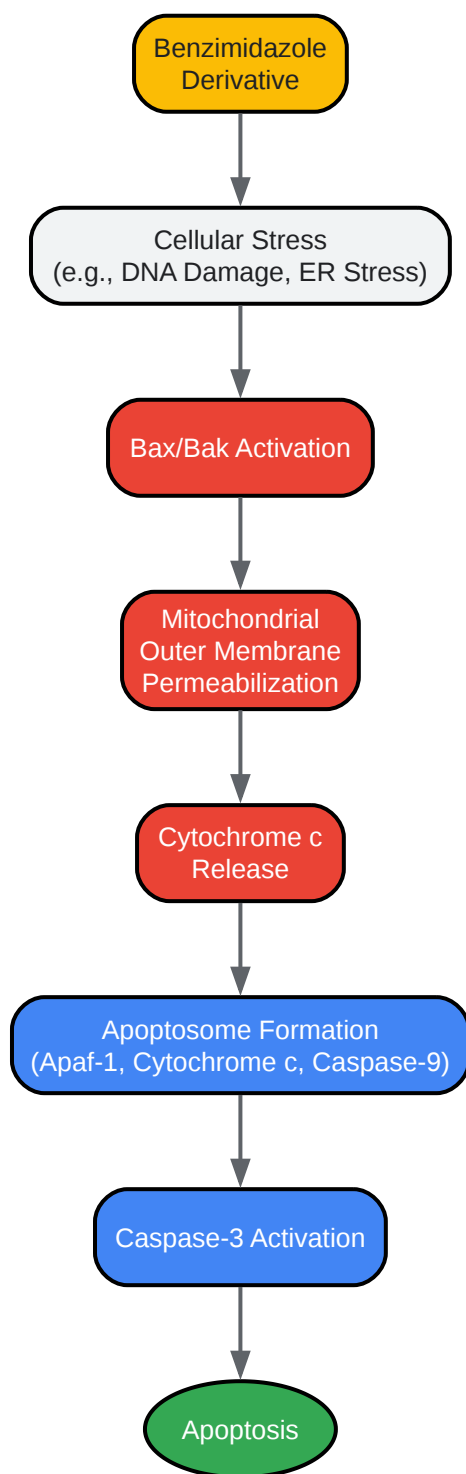 Benzimidazole
Derivative
Cellular Stress
(e.g., DNA Damage, ER Stress)
Bax/Bak Activation
Mitochondrial
Outer Membrane
Permeabilization
Cytochrome c
Release
Apoptosome Formation
(Apaf-1, Cytochrome c, Caspase-9)
Caspase-3 Activation
Apoptosis